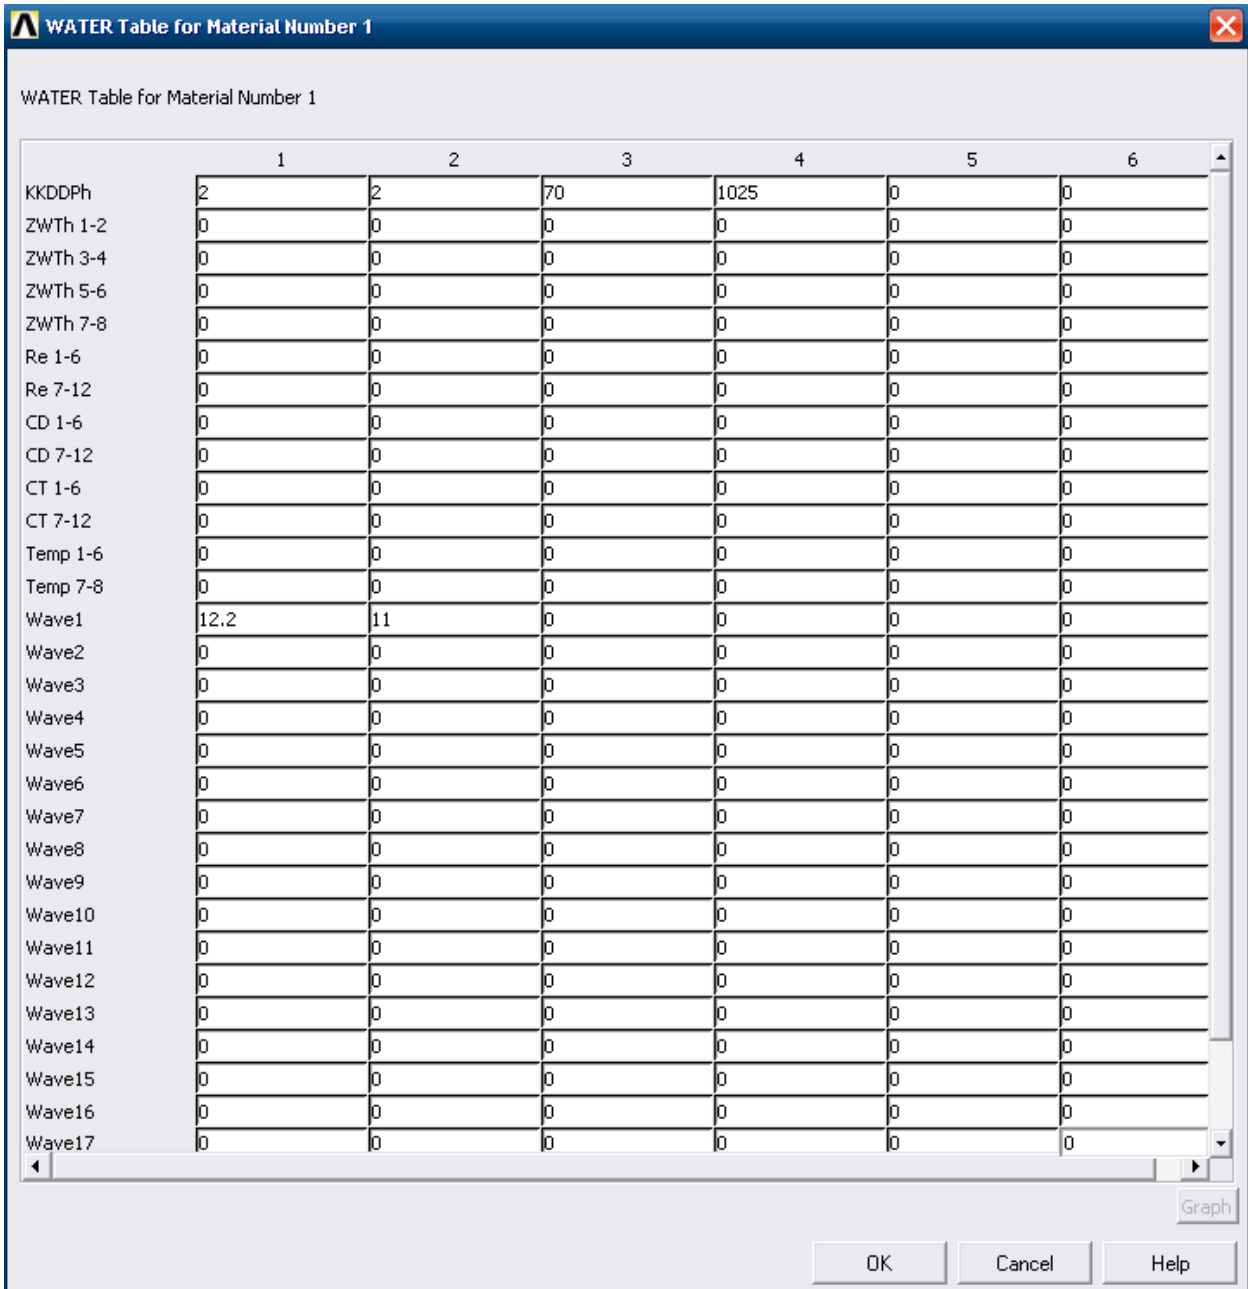 WATER Table for Material Number 1
WATER Table for Material Number 1
1 2 3 4 5 6
KKDDPh 2 2 70 1025 0 0
ZWTh 1-2 0 0 0 0 0 0
ZWTh 3-4 0 0 0 0 0 0
ZWTh 5-6 0 0 0 0 0 0
ZWTh 7-8 0 0 0 0 0 0
Re 1-6 0 0 0 0 0 0
Re 7-12 0 0 0 0 0 0
CD 1-6 0 0 0 0 0 0
CD 7-12 0 0 0 0 0 0
CT 1-6 0 0 0 0 0 0
CT 7-12 0 0 0 0 0 0
Temp 1-6 0 0 0 0 0 0
Temp 7-8 0 0 0 0 0 0
Wave1 12.2 11 0 0 0 0
Wave2 0 0 0 0 0 0
Wave3 0 0 0 0 0 0
Wave4 0 0 0 0 0 0
Wave5 0 0 0 0 0 0
Wave6 0 0 0 0 0 0
Wave7 0 0 0 0 0 0
Wave8 0 0 0 0 0 0
Wave9 0 0 0 0 0 0
Wave10 0 0 0 0 0 0
Wave11 0 0 0 0 0 0
Wave12 0 0 0 0 0 0
Wave13 0 0 0 0 0 0
Wave14 0 0 0 0 0 0
Wave15 0 0 0 0 0 0
Wave16 0 0 0 0 0 0
Wave17 0 0 0 0 0 0
Graph
OK Cancel Help